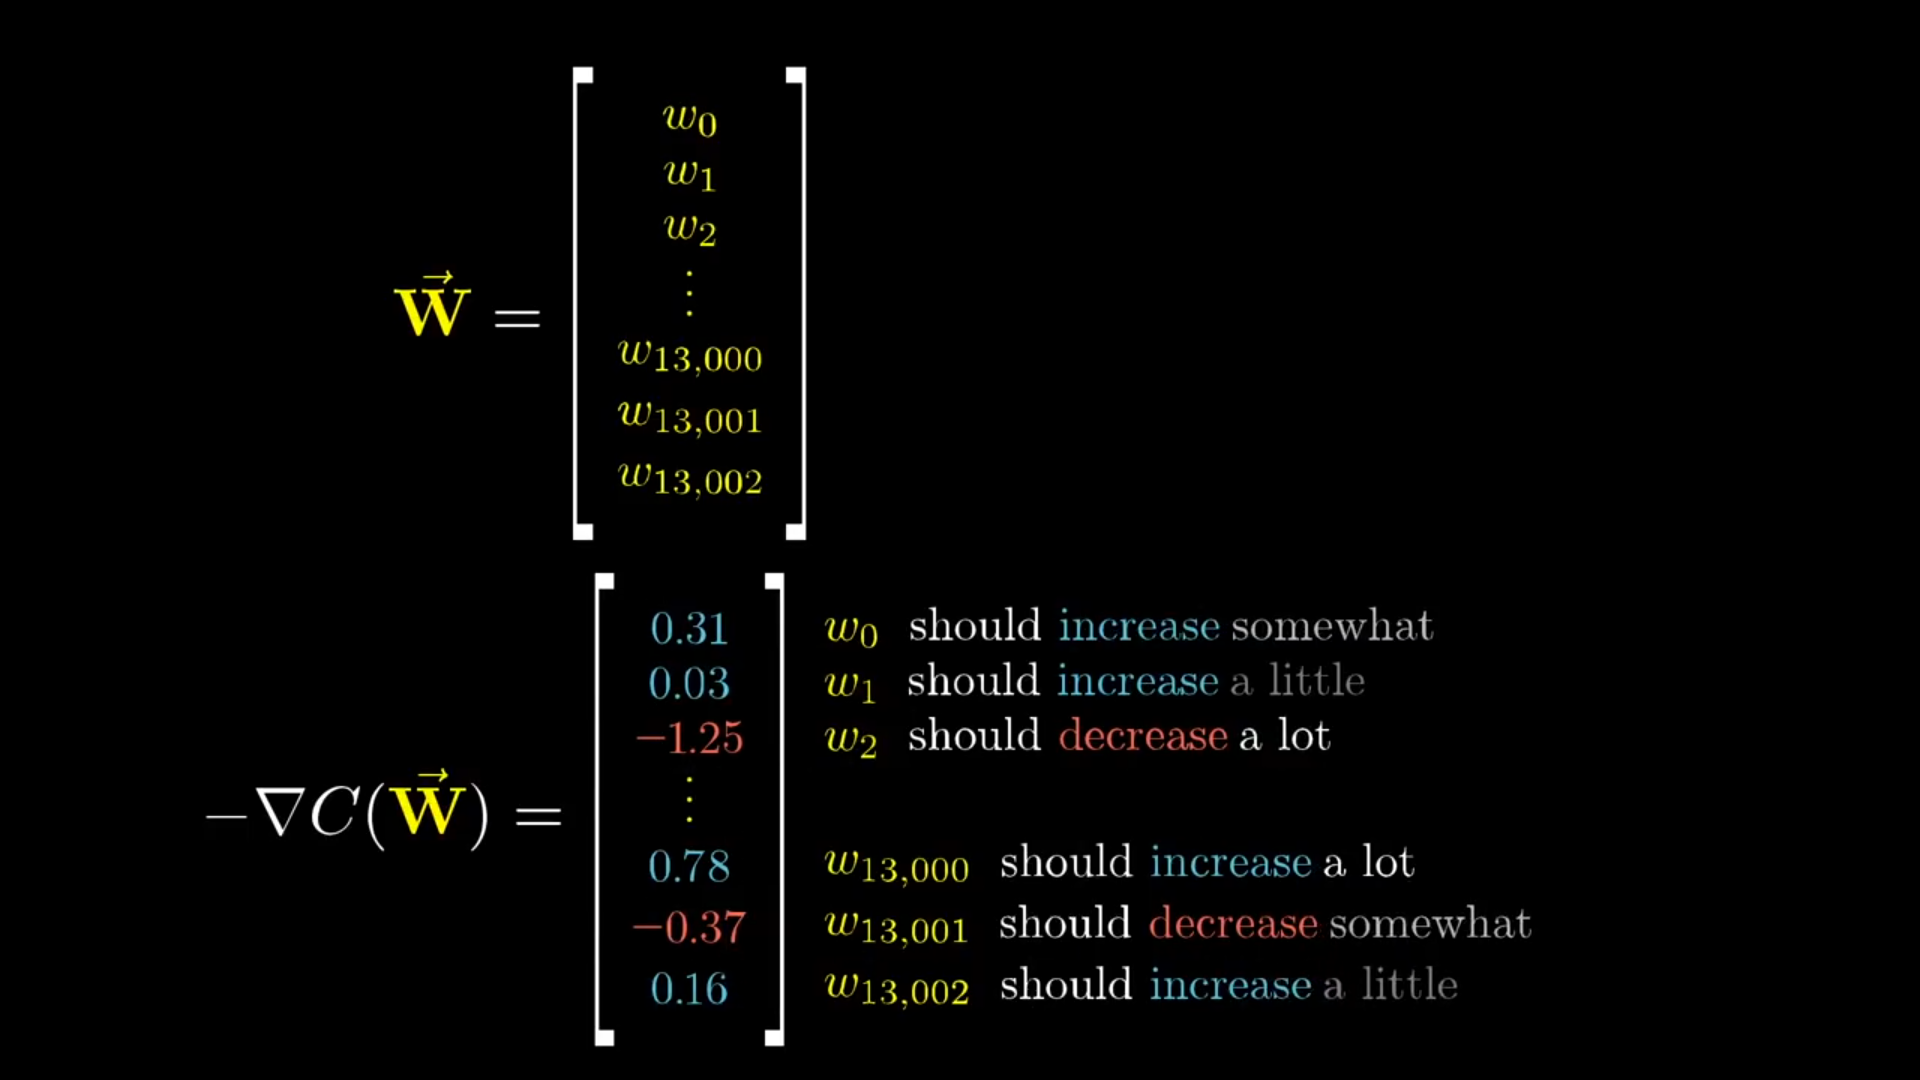 w₀
w₁
w₂
⋮
w⃗ =
w₁₃,₀₀₀
w₁₃,₀₀₁
w₁₃,₀₀₂
0.31 w₀ should increase somewhat
0.03 w₁ should increase a little
−1.25 w₂ should decrease a lot
⋮
−∇C(w⃗) =
0.78 w₁₃,₀₀₀ should increase a lot
−0.37 w₁₃,₀₀₁ should decrease somewhat
0.16 w₁₃,₀₀₂ should increase a little